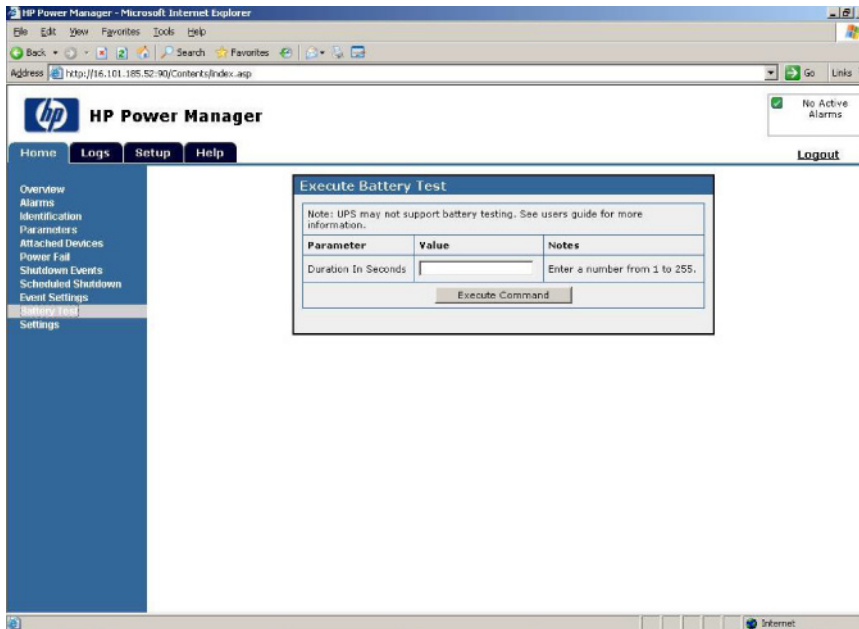 HP Power Manager - Microsoft Internet Explorer
File Edit View Favorites Tools Help
Back Search Favorites
Address http://16.101.185.52:90/Contents/index.asp Go Links
hp HP Power Manager
No Active
Alarms
Home Logs Setup Help
Logout
Overview
Alarms
Identification
Parameters
Attached Devices
Power Fail
Shutdown Events
Scheduled Shutdown
Event Settings
Battery Test
Settings
Execute Battery Test
Note: UPS may not support battery testing. See users guide for more
information.
Parameter Value Notes
Duration In Seconds Enter a number from 1 to 255.
Execute Command
Internet